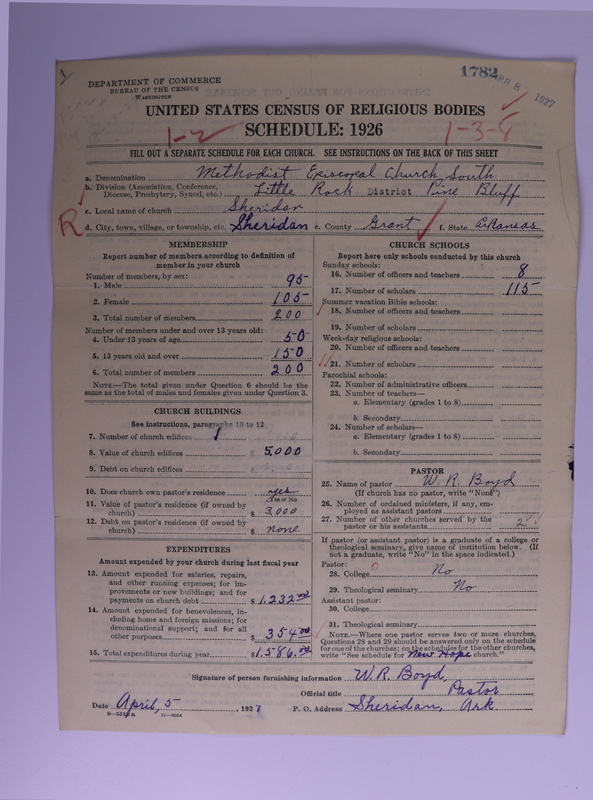 1782
APR 8 1927
DEPARTMENT OF COMMERCE
BUREAU OF THE CENSUS
WASHINGTON
UNITED STATES CENSUS OF RELIGIOUS BODIES
SCHEDULE: 1926
1-2
1-3-8
FILL OUT A SEPARATE SCHEDULE FOR EACH CHURCH. SEE INSTRUCTIONS ON THE BACK OF THIS SHEET
a. Denomination Methodist Episcopal Church, South
b. Division (Association, Conference, Diocese, Presbytery, Synod, etc.) Little Rock District Pine Bluff
c. Local name of church Sheridan
R
d. City, town, village, or township, etc. Sheridan e. County Grant f. State Arkansas
MEMBERSHIP
Report number of members according to definition of
member in your church
Number of members, by sex:
1. Male 95
2. Female 105
3. Total number of members 200
Number of members under and over 13 years old:
4. Under 13 years of age 50
5. 13 years old and over 150
6. Total number of members 200
NOTE.—The total given under Question 6 should be the
same as the total of males and females given under Question 3.
CHURCH BUILDINGS
See instructions, paragraphs 10 to 12
7. Number of church edifices 1
8. Value of church edifices $ 5,000
9. Debt on church edifices $
10. Does church own pastor's residence yes
Yes or No
11. Value of pastor's residence (if owned by
church) $ 3,000
12. Debt on pastor's residence (if owned by
church) $ none
EXPENDITURES
Amount expended by your church during last fiscal year
13. Amount expended for salaries, repairs,
and other running expenses; for im-
provements or new buildings; and for
payments on church debt $ 1,232.00
14. Amount expended for benevolences, in-
cluding home and foreign missions; for
denominational support; and for all
other purposes $ 354.00
15. Total expenditures during year $ 1,586.00
CHURCH SCHOOLS
Report here only schools conducted by this church
Sunday schools:
16. Number of officers and teachers 8
17. Number of scholars 115
Summer vacation Bible schools:
18. Number of officers and teachers
19. Number of scholars
Week-day religious schools:
20. Number of officers and teachers
21. Number of scholars
Parochial schools:
22. Number of administrative officers
23. Number of teachers—
a. Elementary (grades 1 to 8)
b. Secondary
24. Number of scholars—
a. Elementary (grades 1 to 8)
b. Secondary
PASTOR
25. Name of pastor W. R. Boyd
(If church has no pastor, write "None")
26. Number of ordained ministers, if any, em-
ployed as assistant pastors
27. Number of other churches served by the
pastor or his assistants 2
If pastor (or assistant pastor) is a graduate of a college or
theological seminary, give name of institution below. (If
not a graduate, write "No" in the space indicated.)
Pastor:
28. College 0 No
29. Theological seminary No
Assistant pastor:
30. College
31. Theological seminary
NOTE.—Where one pastor serves two or more churches,
Questions 28 and 29 should be answered only on the schedule
for one of the churches; on the schedules for the other churches,
write "See schedule for New Hope church."
Signature of person furnishing information W. R. Boyd,
Official title Pastor
Date April, 5, 1927 P. O. Address Sheridan, Ark
11-9804